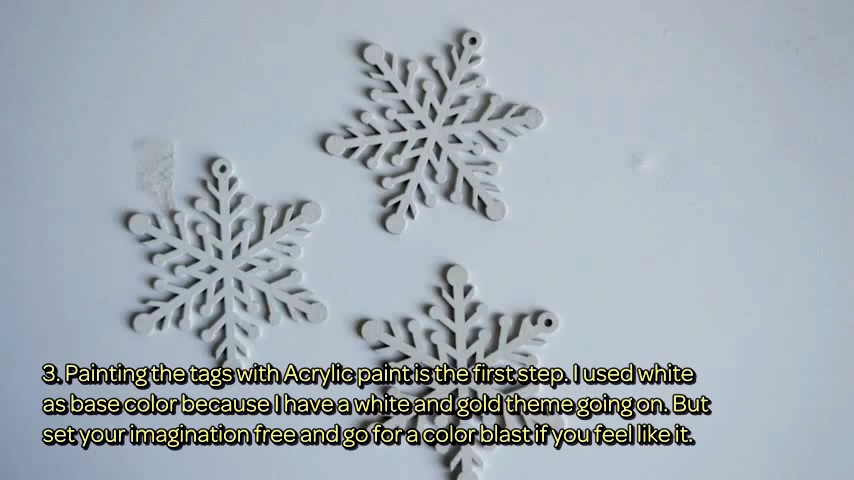 3. Painting the tags with Acrylic paint is the first step. I used white
as base color because I have a white and gold theme going on. But
set your imagination free and go for a color blast if you feel like it.